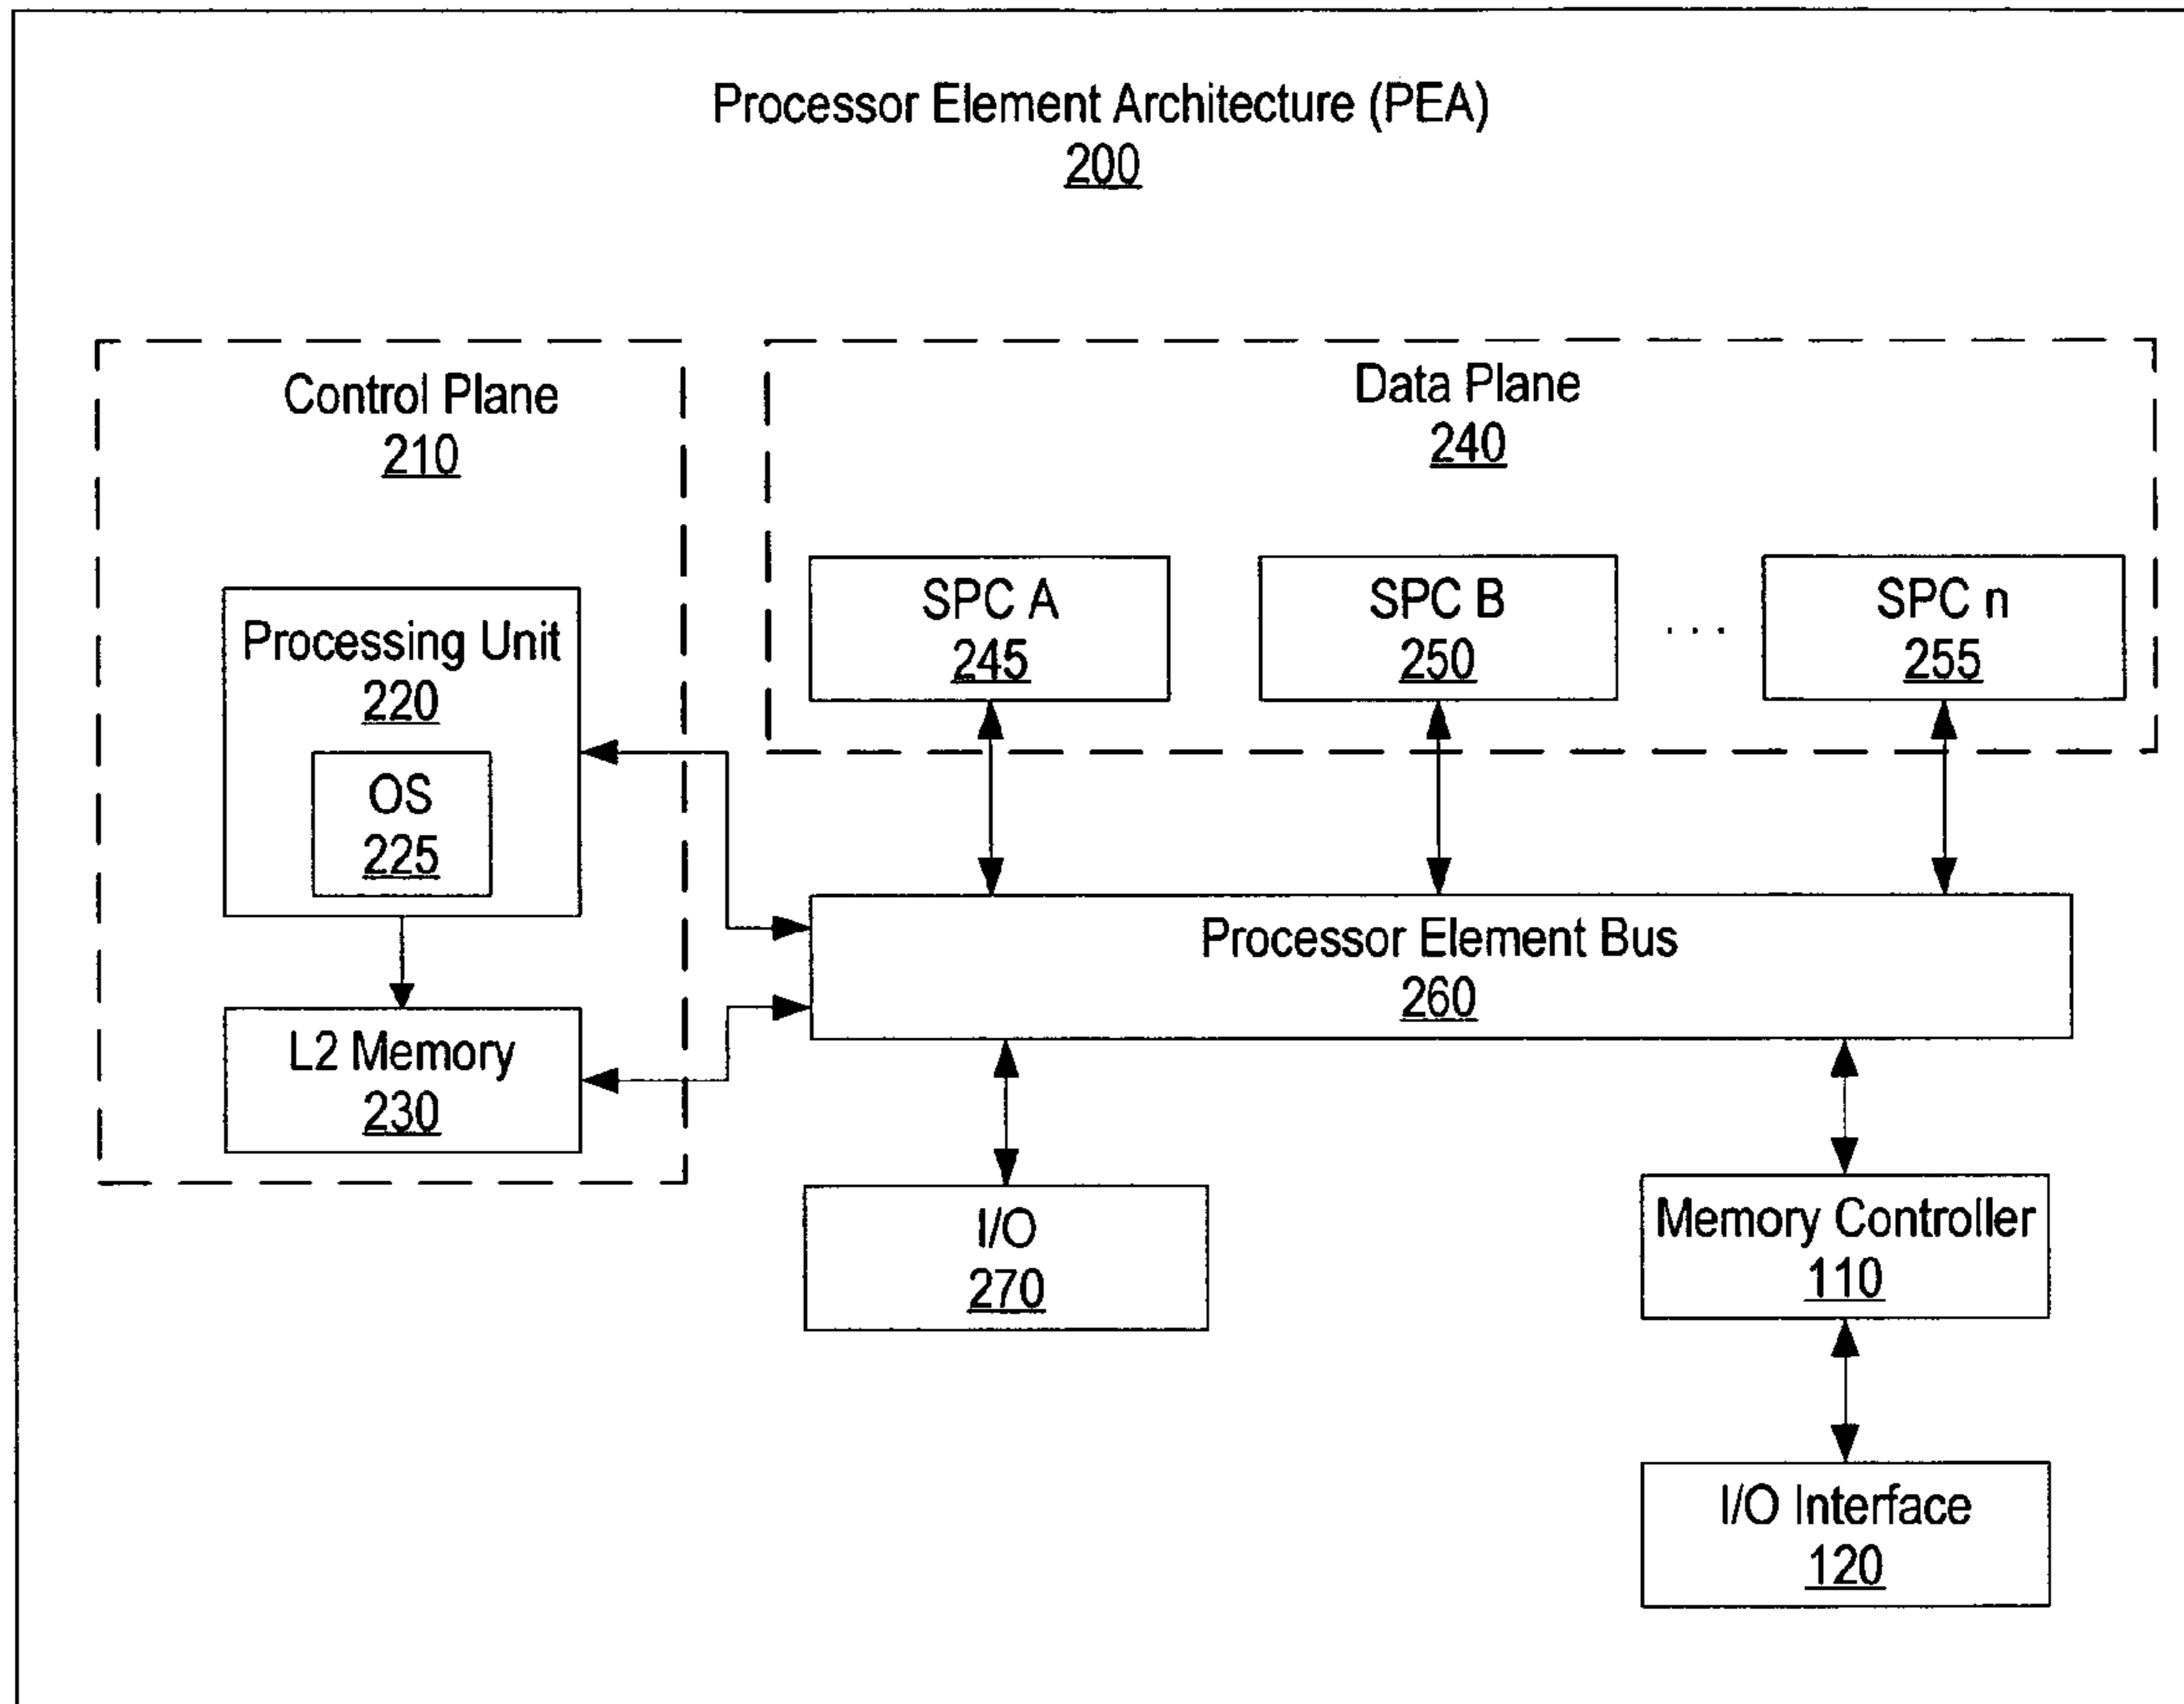 Processor Element Architecture (PEA)
200
Control Plane
210
Data Plane
240
Processing Unit
220
OS
225
L2 Memory
230
SPC A
245
SPC B
250
. . .
SPC n
255
Processor Element Bus
260
I/O
270
Memory Controller
110
I/O Interface
120